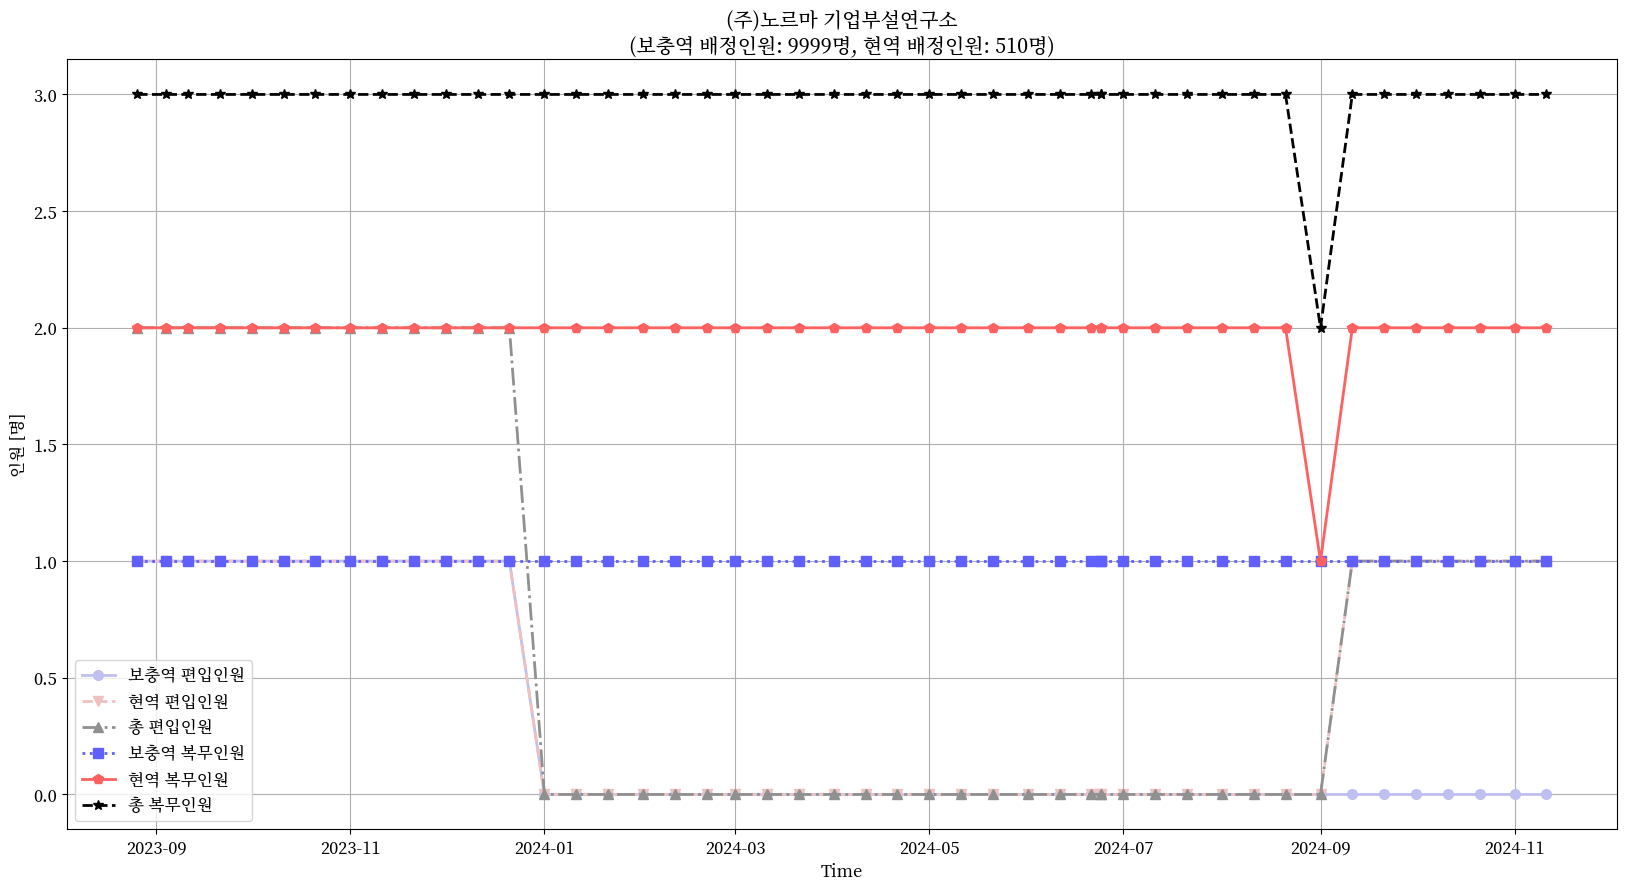 (주)노르마 기업부설연구소
(보충역 배정인원: 9999명, 현역 배정인원: 510명)
3.0
2.5
2.0
1.5
1.0
0.5
0.0
인원 [명]
보충역 편입인원
현역 편입인원
총 편입인원
보충역 복무인원
현역 복무인원
총 복무인원
2023-09 2023-11 2024-01 2024-03 2024-05 2024-07 2024-09 2024-11
Time